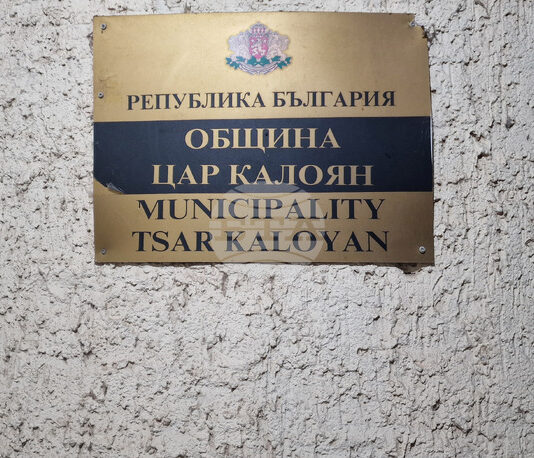 РЕПУБЛИКА БЪЛГАРИЯ
ОБЩИНА
ЦАР КАЛОЯН
MUNICIPALITY
TSAR KALOYAN